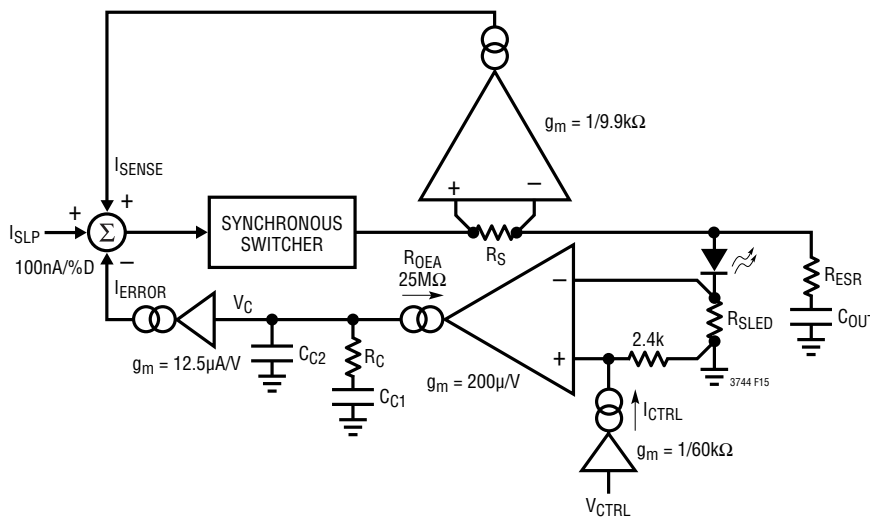 gm = 1/9.9kΩ
ISENSE
+
+
−
ISLP
+
Σ
SYNCHRONOUS
SWITCHER
RS
100nA/%D
−
ROEA
25MΩ
RESR
IERROR
VC
−
RSLED
COUT
gm = 12.5µA/V
CC2
RC
+
2.4k
CC1
gm = 200µ/V
3744 F15
ICTRL
gm = 1/60kΩ
VCTRL